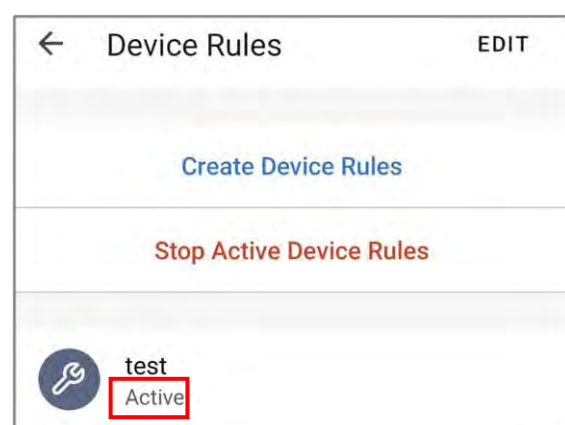 Device Rules EDIT
Create Device Rules
Stop Active Device Rules
test
Active